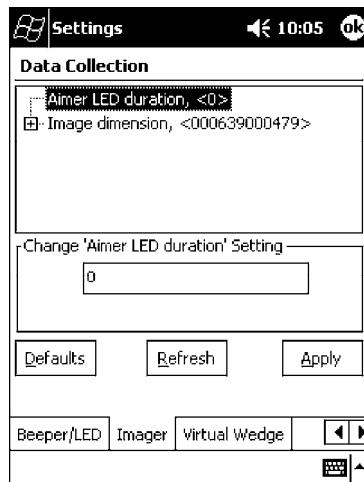 Settings 10:05 ok
Data Collection
Aimer LED duration, <0>
Image dimension, <000639000479>
Change 'Aimer LED duration' Setting
0
Defaults Refresh Apply
Beeper/LED Imager Virtual Wedge